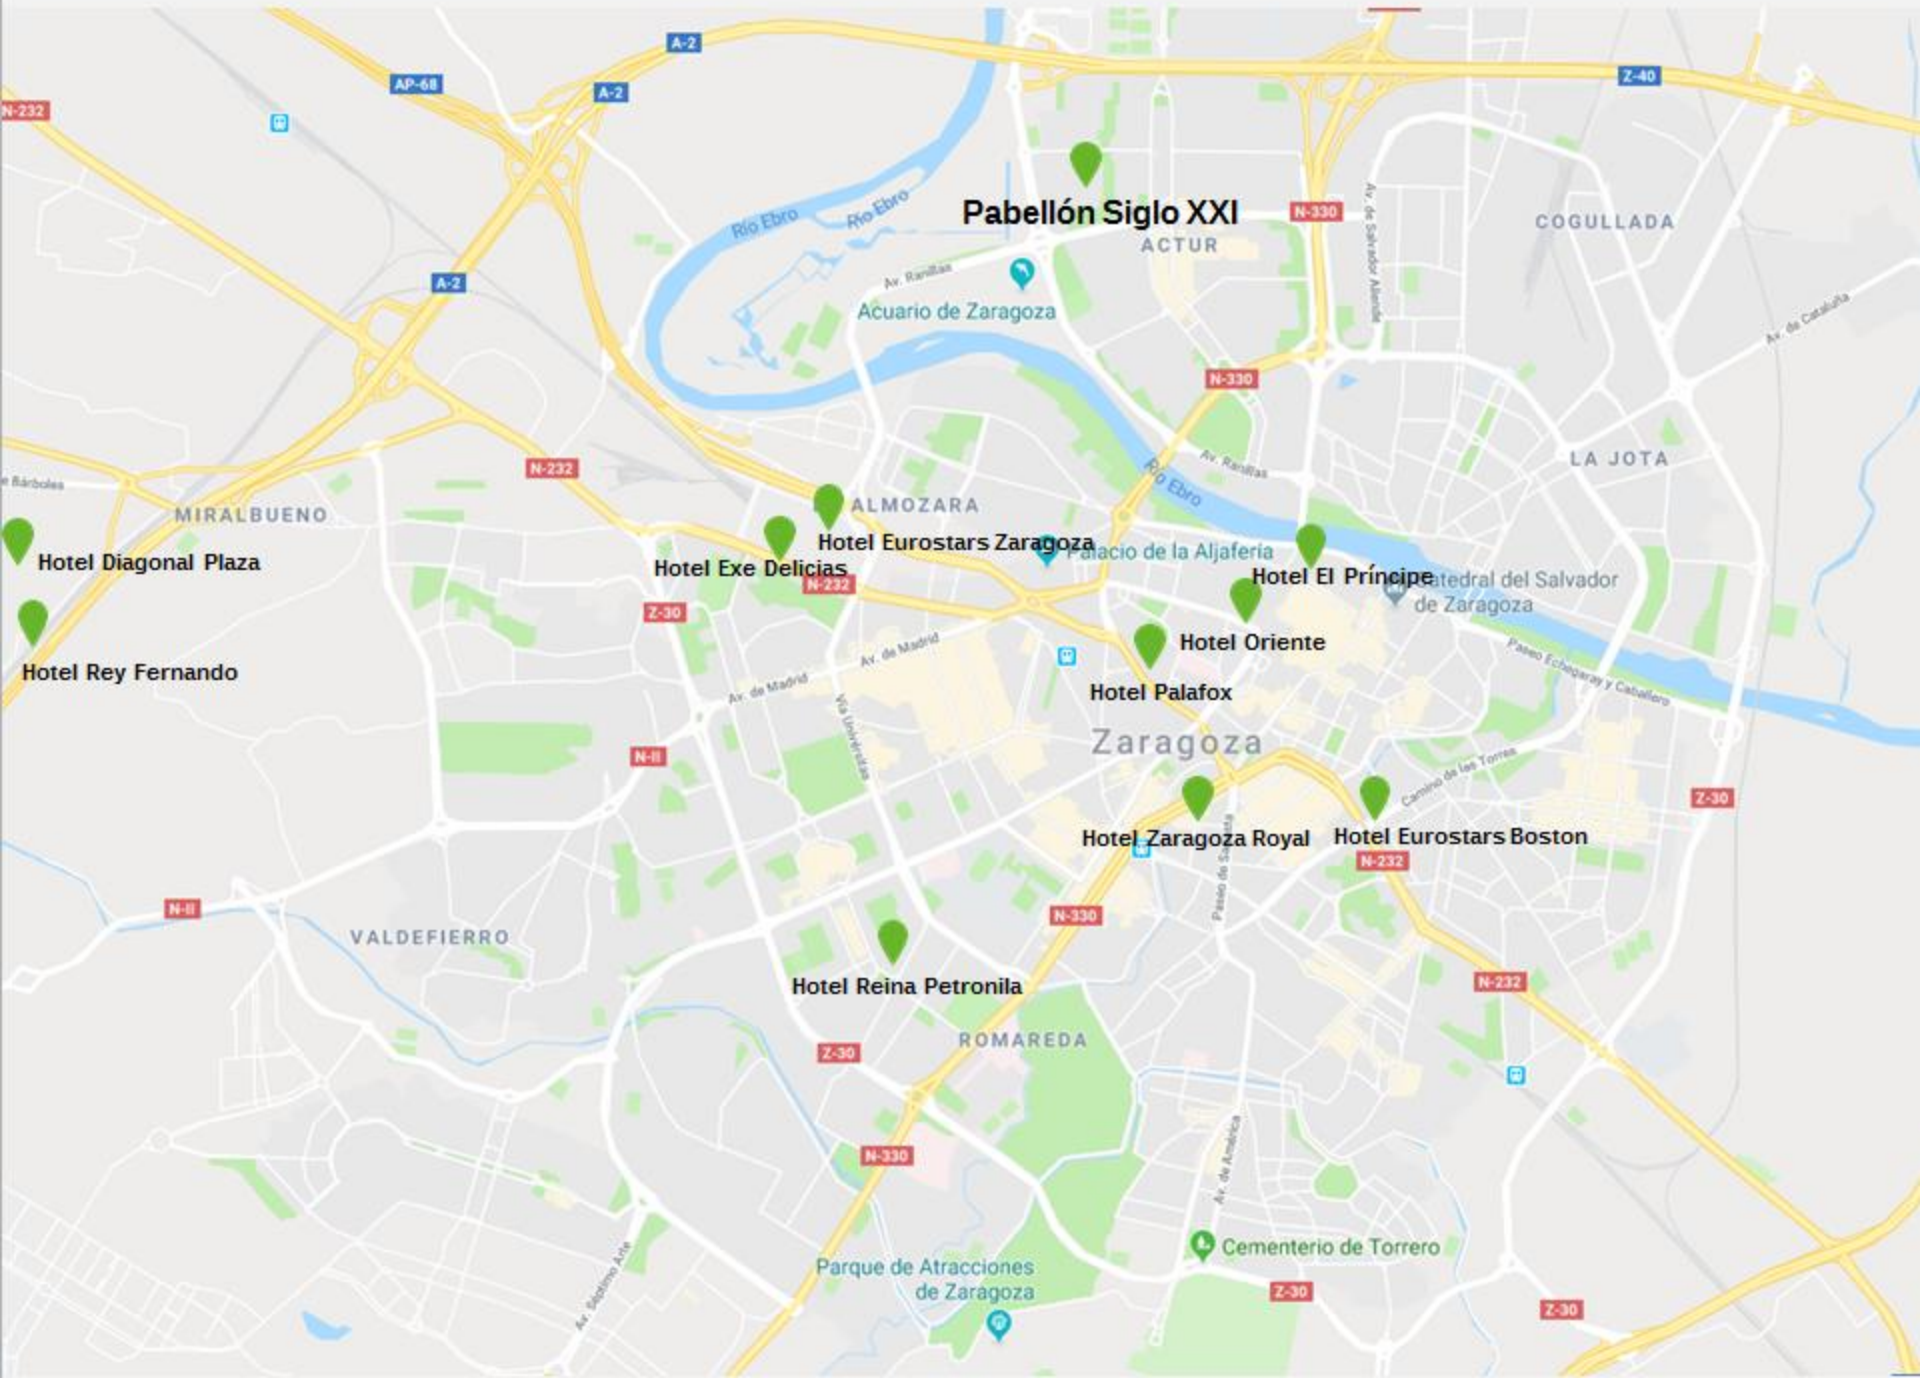 A-2
AP-68
A-2
Z-40
N-232
Pabellón Siglo XXI
Río Ebro
Río Ebro
N-330
Av. de Salvador Allende
COGULLADA
ACTUR
Av. Ranillas
A-2
Acuario de Zaragoza
Av. de Cataluña
N-330
N-232
Av. Ranillas
LA JOTA
e Bárboles
Río Ebro
MIRALBUENO
ALMOZARA
Hotel Eurostars Zaragoza
Palacio de la Aljafería
Hotel Diagonal Plaza
Hotel Exe Delicias
N-232
Hotel El Príncipe
Catedral del Salvador
de Zaragoza
Z-30
Hotel Oriente
Av. de Madrid
Paseo Echegaray y Caballero
Hotel Rey Fernando
Av. de Madrid
Hotel Palafox
Vía Univérsitas
Zaragoza
N-II
Camino de las Torres
Z-30
Hotel Zaragoza Royal
Hotel Eurostars Boston
N-232
Paseo de
N-II
N-330
VALDEFIERRO
Hotel Reina Petronila
N-232
ROMAREDA
Z-30
N-330
Av. de América
Av. Séptimo Arte
Cementerio de Torrero
Parque de Atracciones
de Zaragoza
Z-30
Z-30